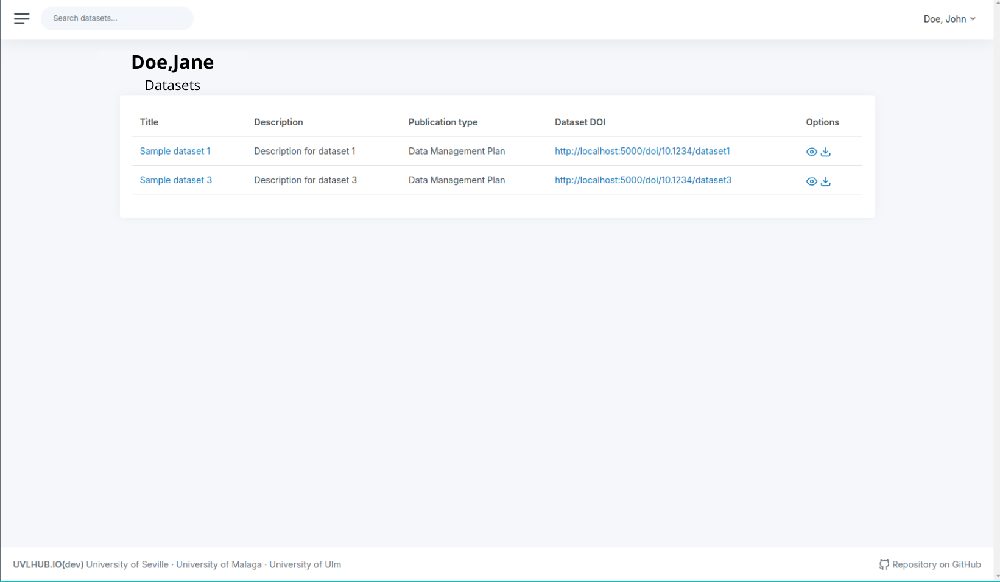 Search datasets...
Doe, John
Doe,Jane
Datasets
Title Description Publication type Dataset DOI Options
Sample dataset 1 Description for dataset 1 Data Management Plan http://localhost:5000/doi/10.1234/dataset1
Sample dataset 3 Description for dataset 3 Data Management Plan http://localhost:5000/doi/10.1234/dataset3
UVLHUB.IO(dev) University of Seville · University of Malaga · University of Ulm
Repository on GitHub